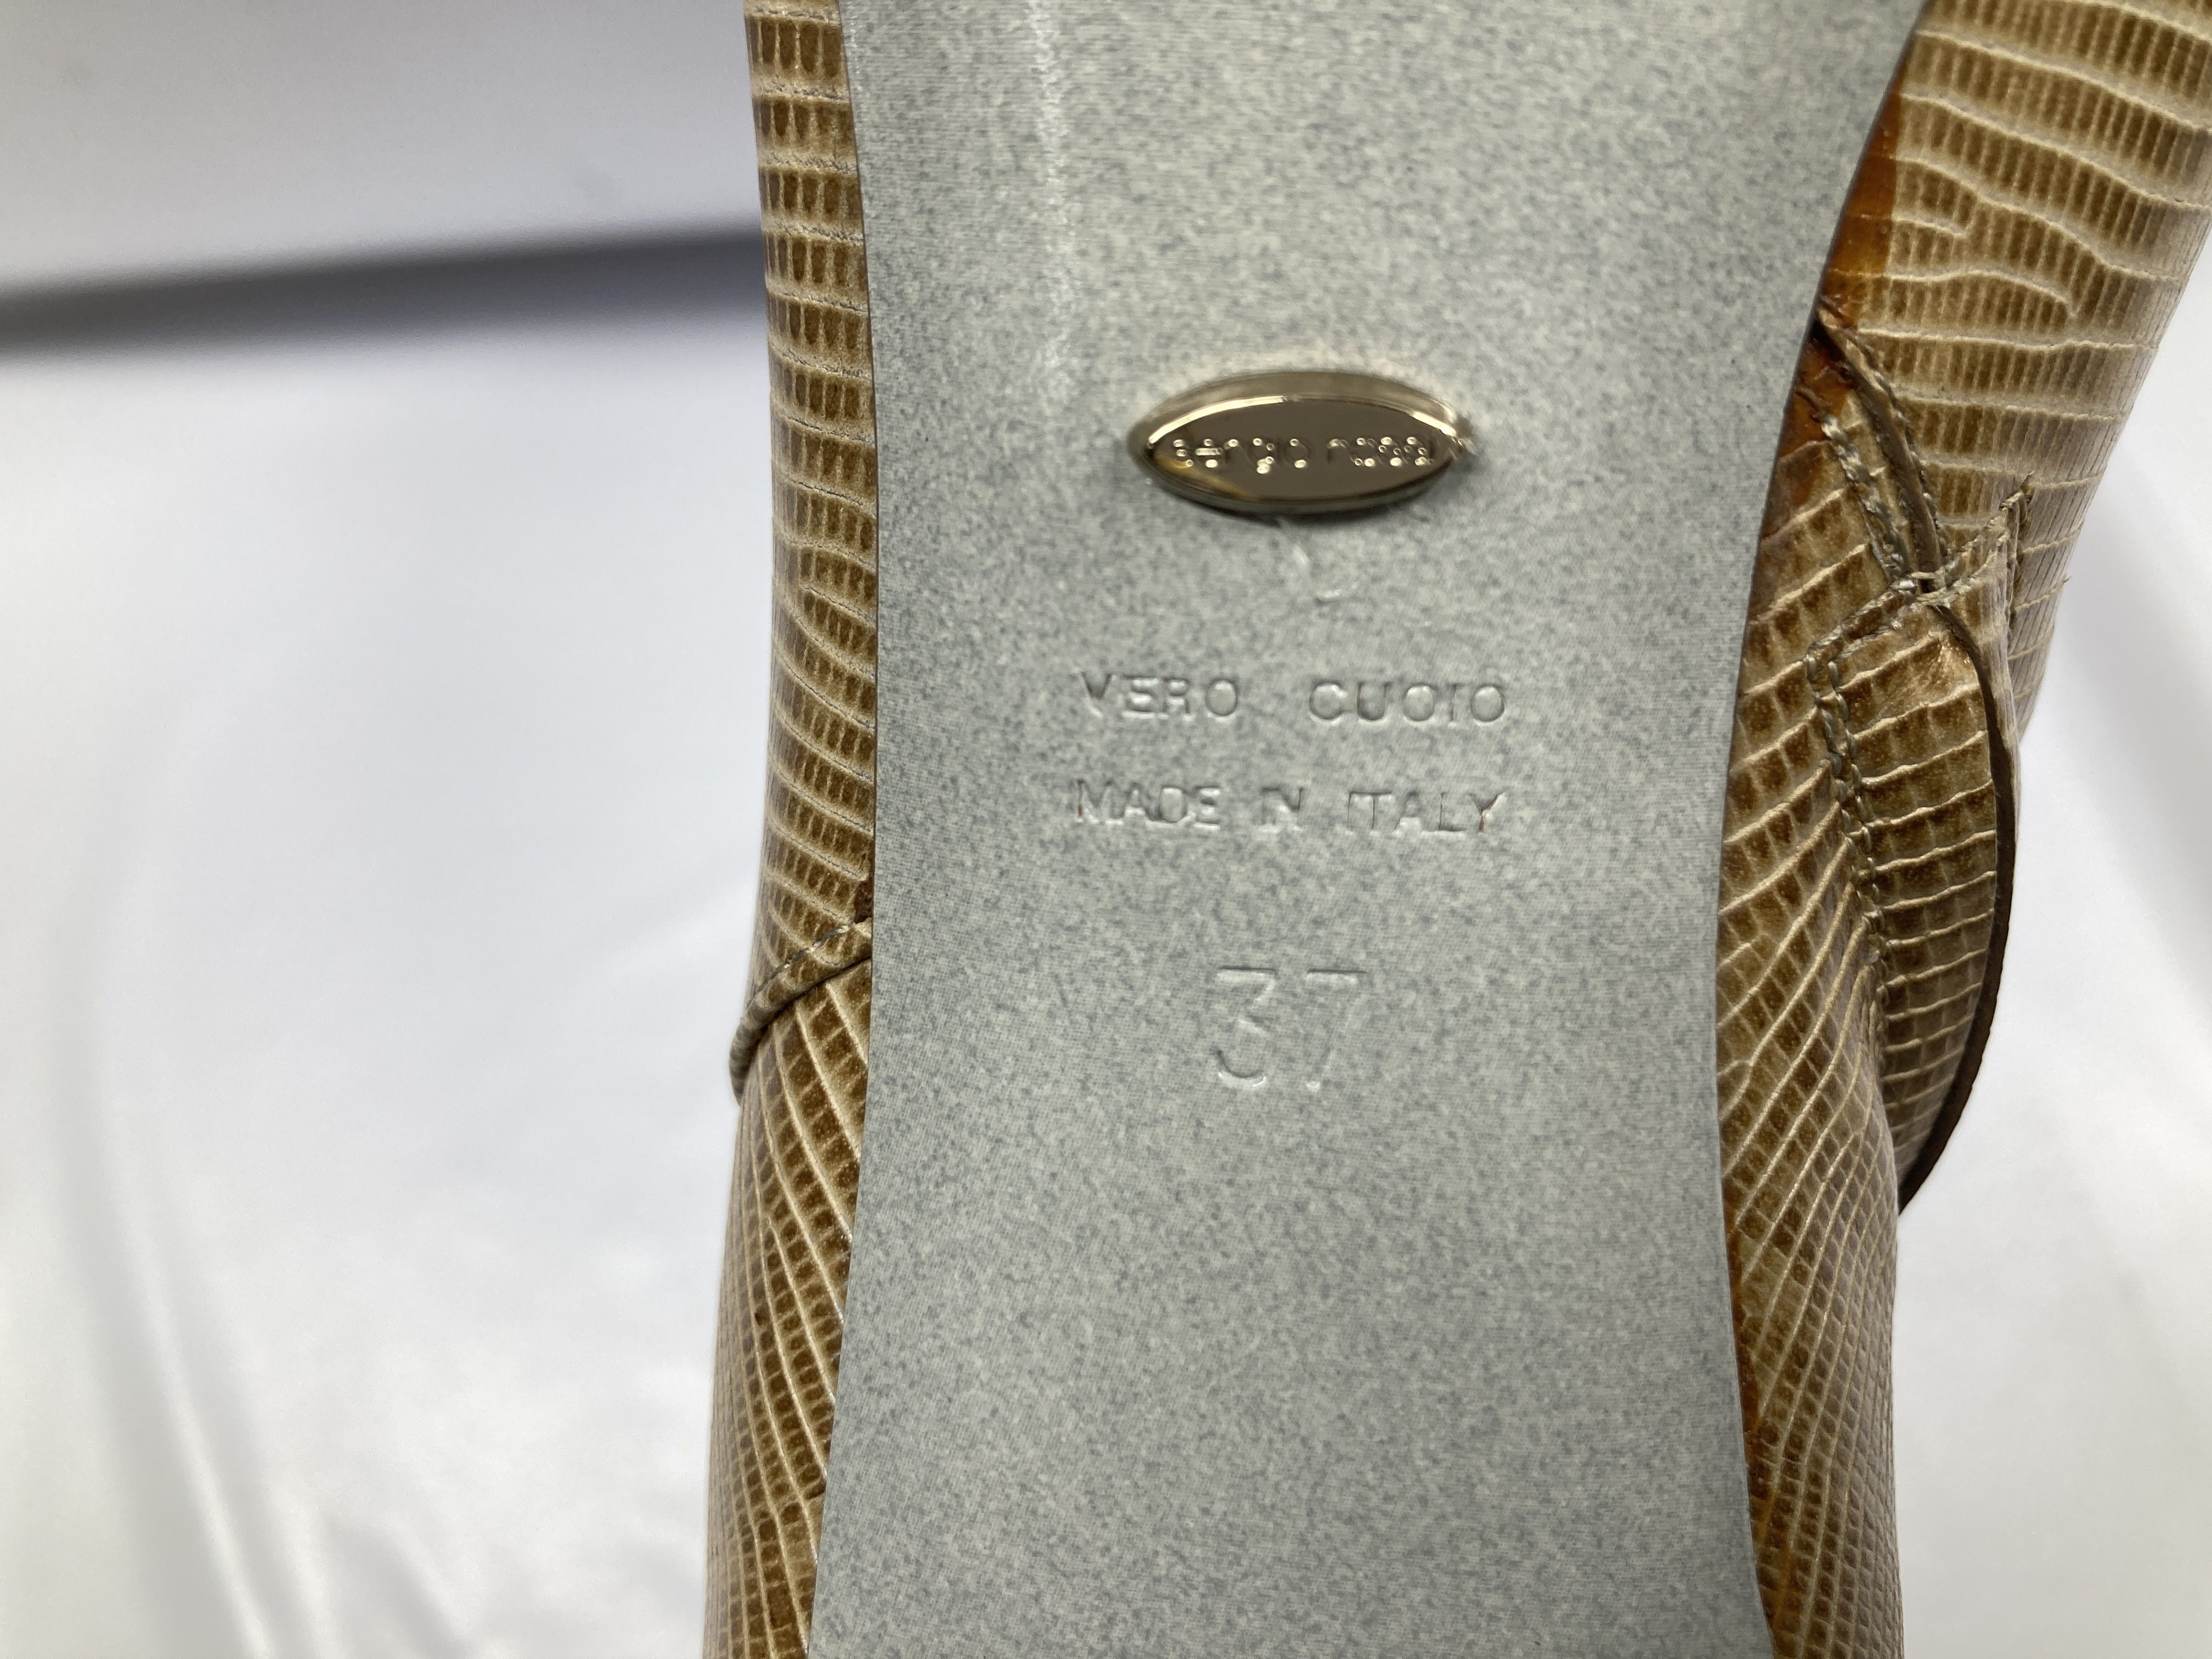 sergio rossi
VERO CUOIO
MADE IN ITALY
37